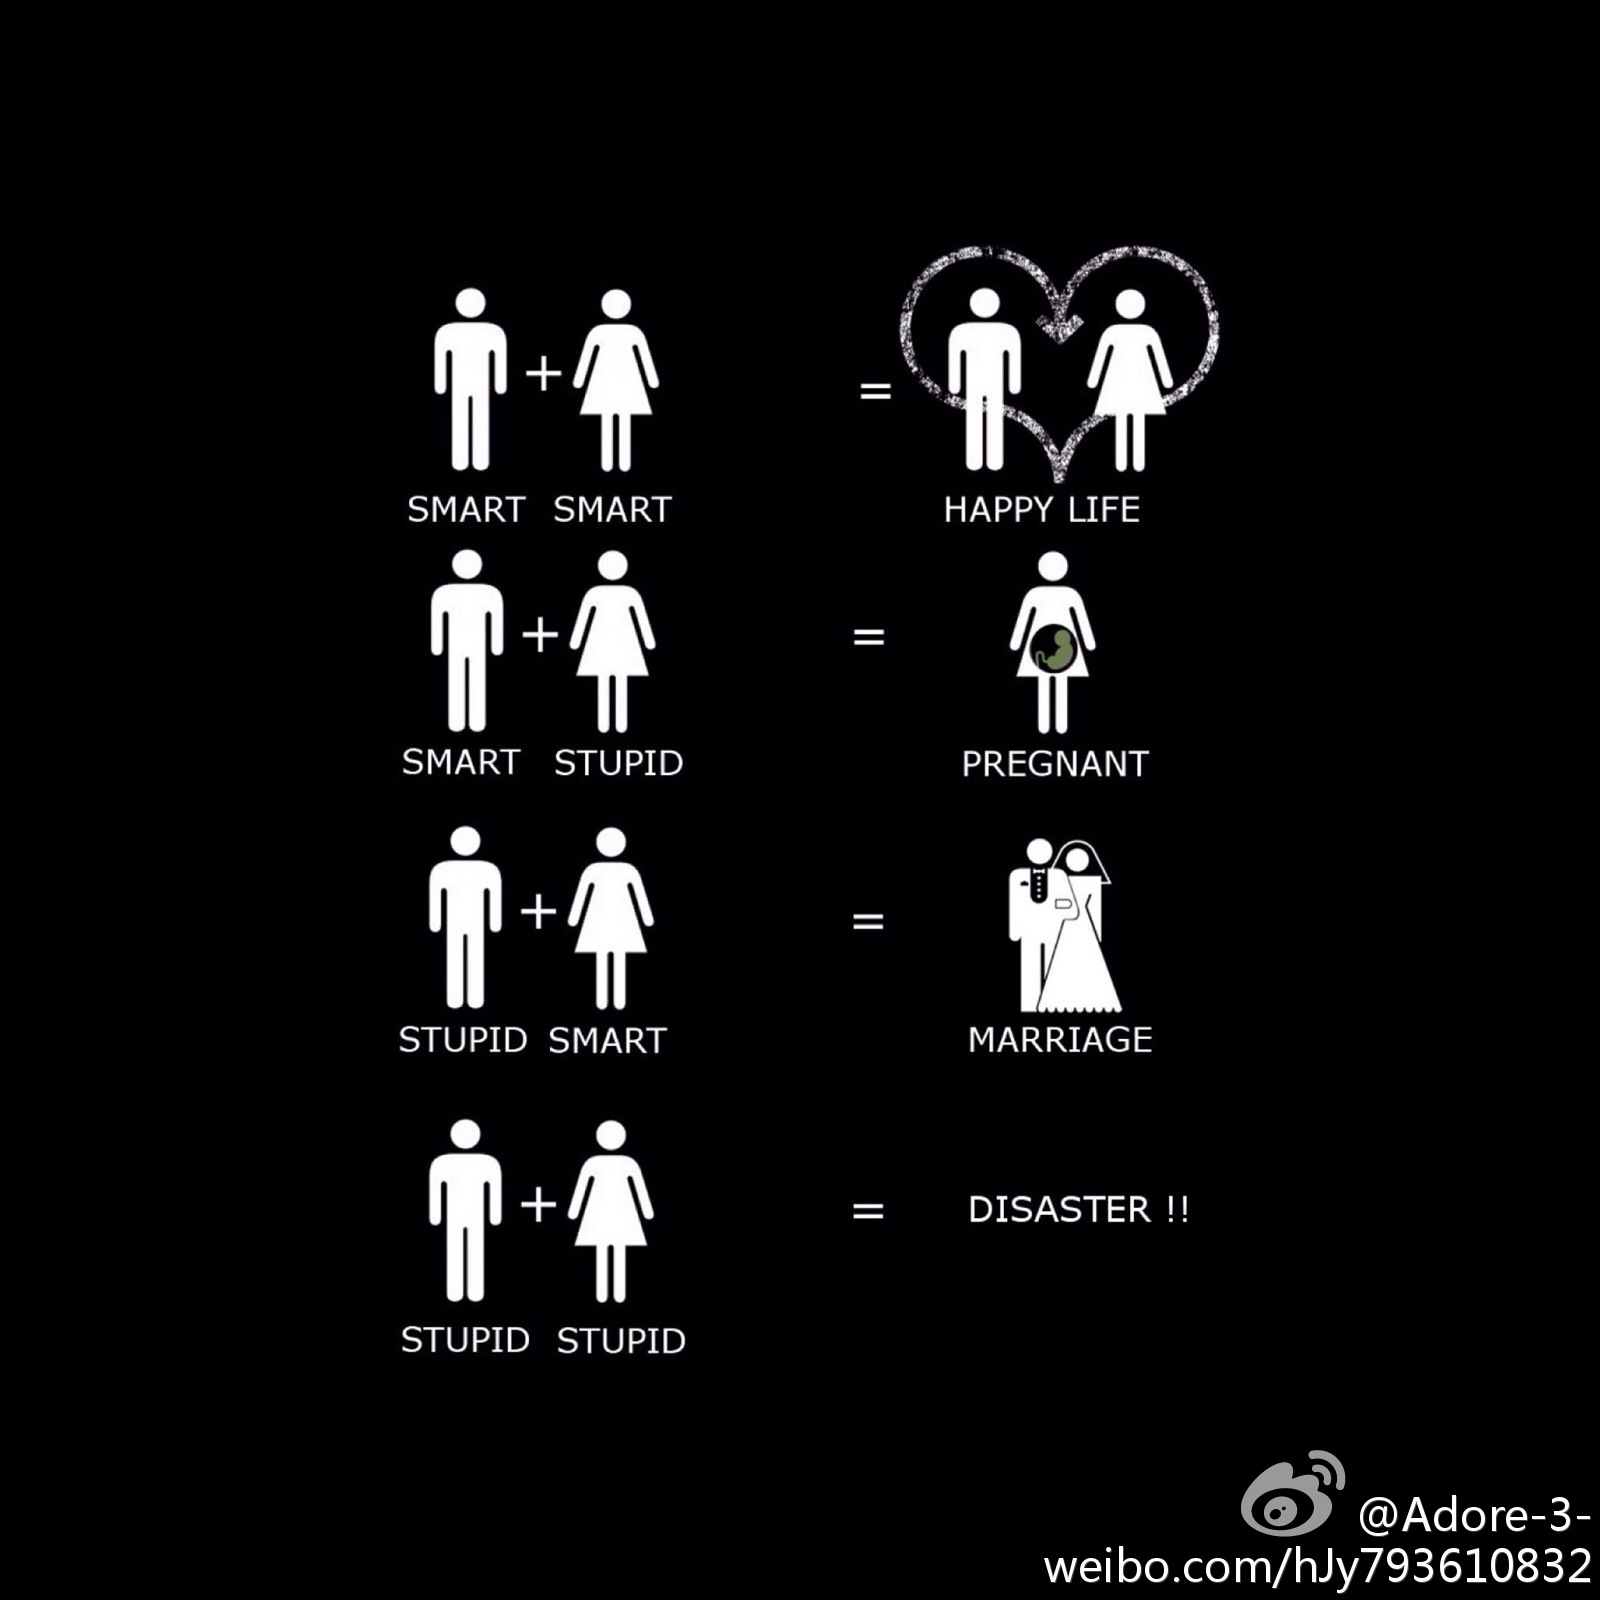 + =
SMART SMART HAPPY LIFE
+ =
SMART STUPID PREGNANT
+ =
STUPID SMART MARRIAGE
+ = DISASTER !!
STUPID STUPID
@Adore-3-
weibo.com/hJy793610832